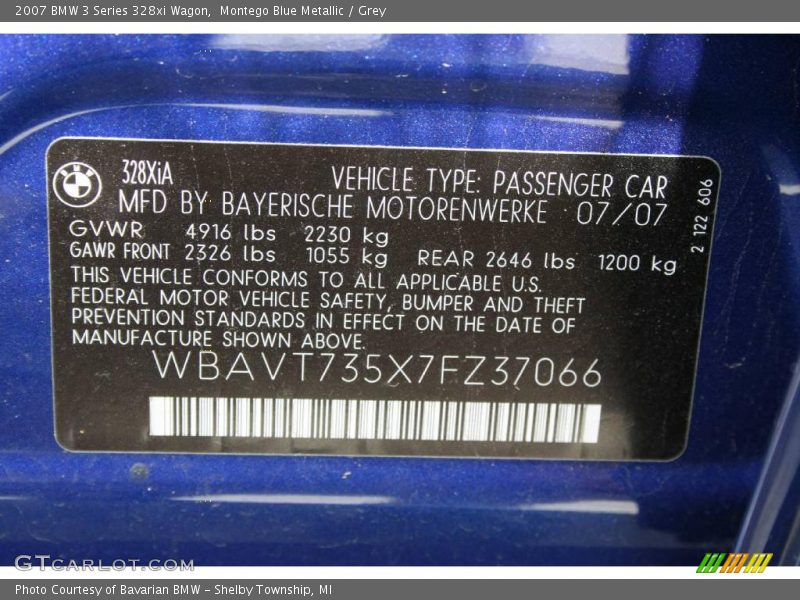 2007 BMW 3 Series 328xi Wagon,  Montego Blue Metallic / Grey
328XiA
VEHICLE TYPE: PASSENGER CAR
MFD BY BAYERISCHE MOTORENWERKE 07/07
GVWR 4916 lbs 2230 kg
GAWR FRONT 2326 lbs 1055 kg REAR 2646 lbs 1200 kg
THIS VEHICLE CONFORMS TO ALL APPLICABLE U.S.
FEDERAL MOTOR VEHICLE SAFETY, BUMPER AND THEFT
PREVENTION STANDARDS IN EFFECT ON THE DATE OF
MANUFACTURE SHOWN ABOVE.
WBAVT735X7FZ37066
2 122 606
GTCARLOT.COM
Photo Courtesy of Bavarian BMW – Shelby Township, MI